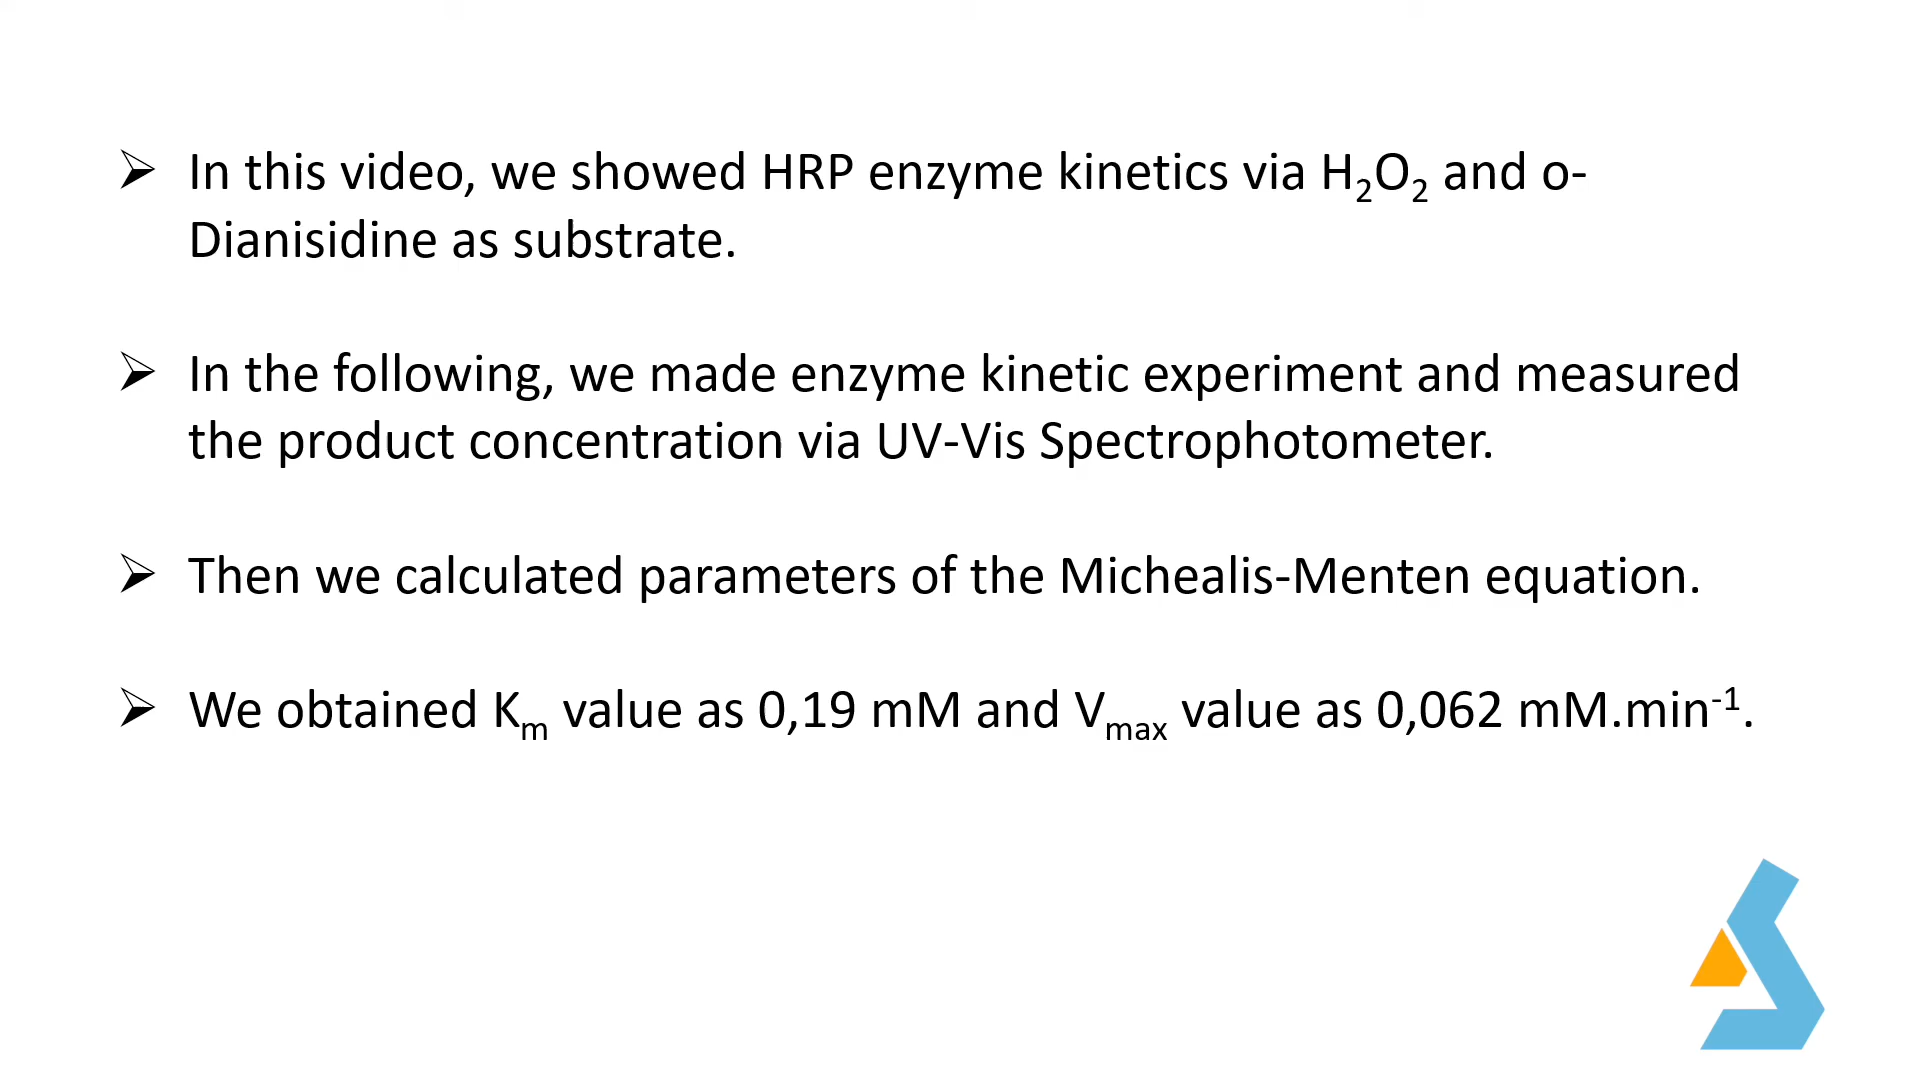 In this video, we showed HRP enzyme kinetics via H₂O₂ and o-
Dianisidine as substrate.
In the following, we made enzyme kinetic experiment and measured
the product concentration via UV-Vis Spectrophotometer.
Then we calculated parameters of the Michealis-Menten equation.
We obtained Kₘ value as 0,19 mM and Vₘₐₓ value as 0,062 mM.min⁻¹.